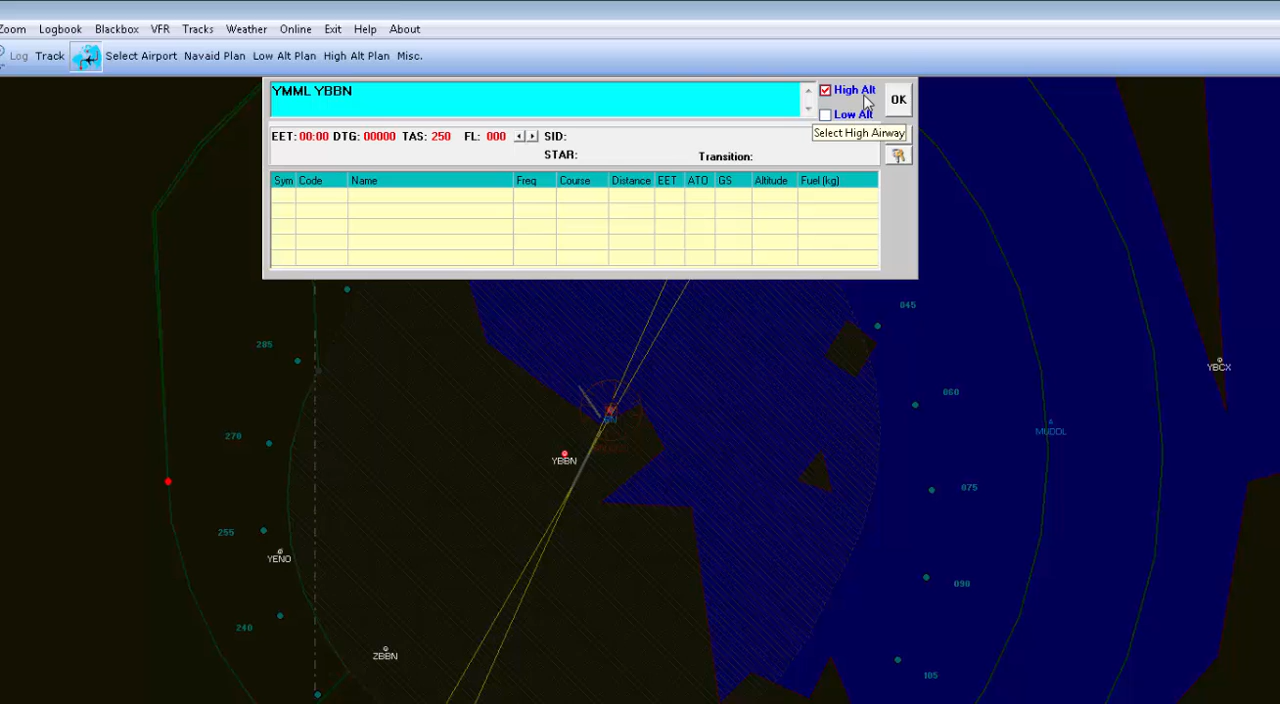 Zoom Logbook Blackbox VFR Tracks Weather Online Exit Help About
Log Track Select Airport Navaid Plan Low Alt Plan High Alt Plan Misc.
YMML YBBN
High Alt
OK
Low Alt
Select High Airway
EET: 00:00 DTG: 00000 TAS: 250 FL: 000 SID:
STAR: Transition:
Sym Code Name Freq Course Distance EET ATO GS Altitude Fuel (kg)
045
285
YBCX
060
270
MUDDL
YBBN
075
255
YENO
090
240
ZBBN
105